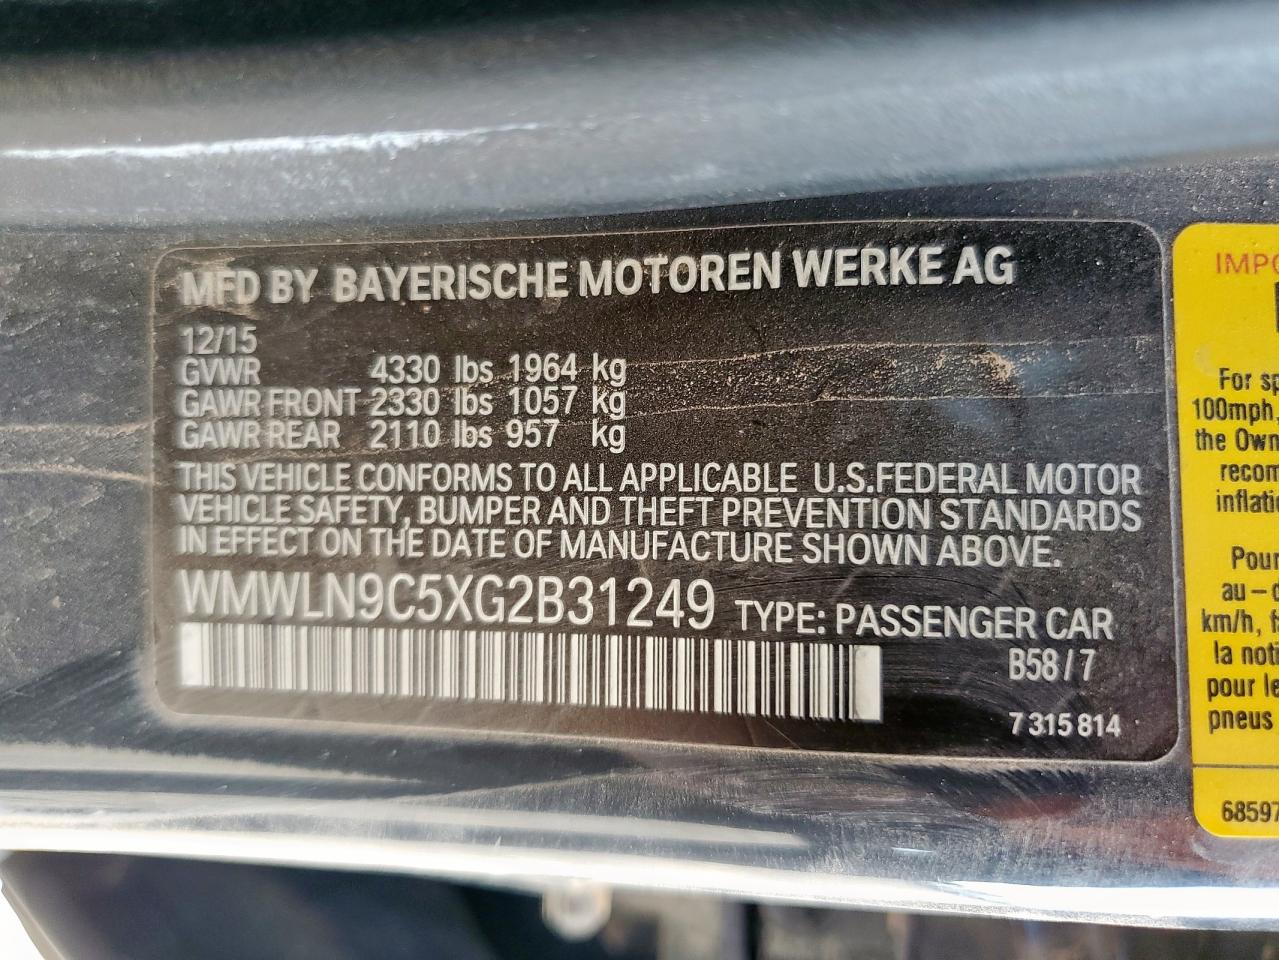 MFD BY BAYERISCHE MOTOREN WERKE AG
12/15
GVWR 4330 lbs 1964 kg
GAWR FRONT 2330 lbs 1057 kg
GAWR REAR 2110 lbs 957 kg
THIS VEHICLE CONFORMS TO ALL APPLICABLE U.S.FEDERAL MOTOR
VEHICLE SAFETY, BUMPER AND THEFT PREVENTION STANDARDS
IN EFFECT ON THE DATE OF MANUFACTURE SHOWN ABOVE.
WMWLN9C5XG2B31249 TYPE: PASSENGER CAR
B58/7
7 315 814
For
100mph,
the
Pour
km/h,
la
pour
pneus